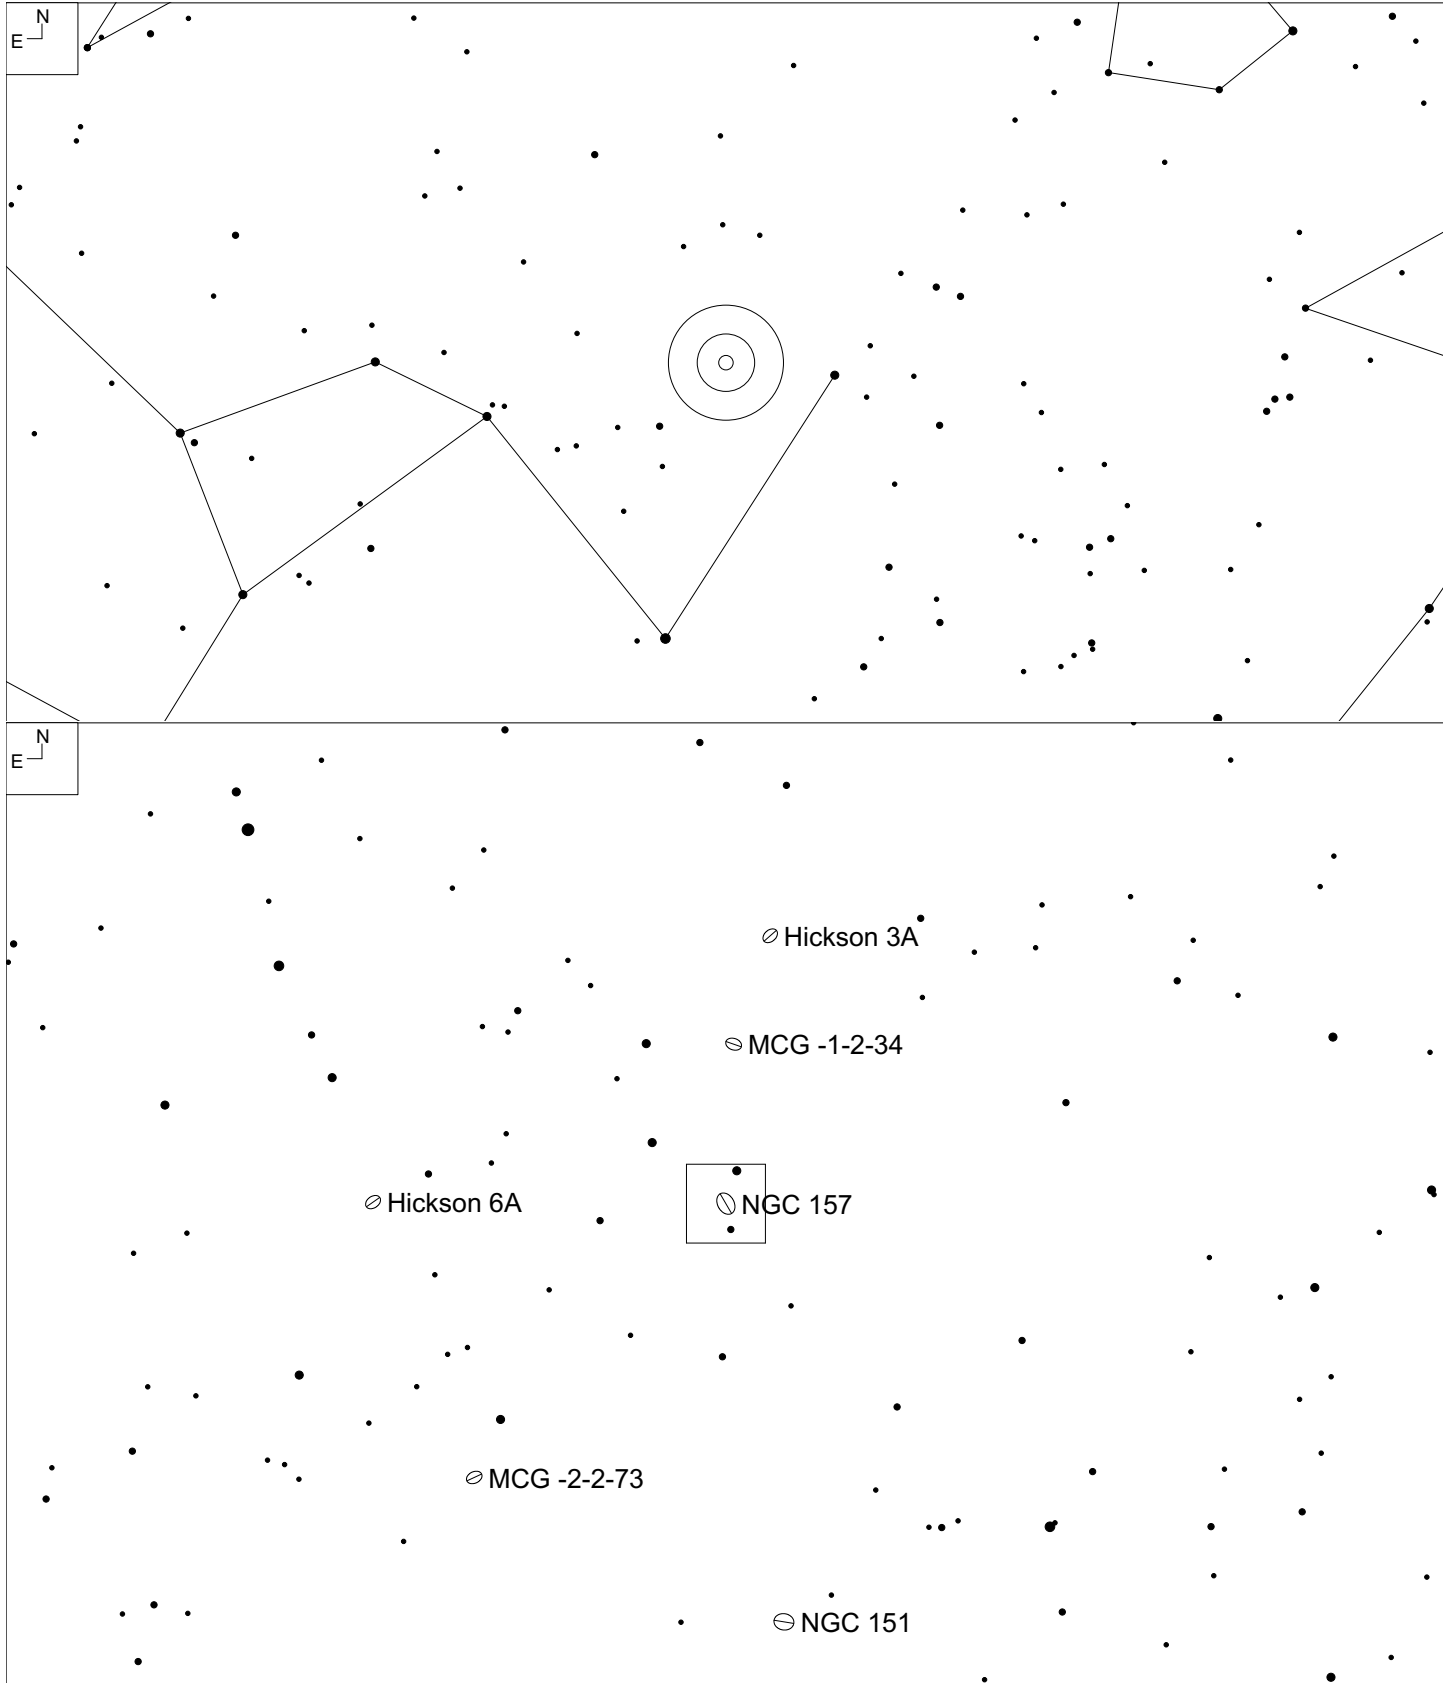 N
E
N
E
Hickson 3A
MCG -1-2-34
Hickson 6A
NGC 157
MCG -2-2-73
NGC 151